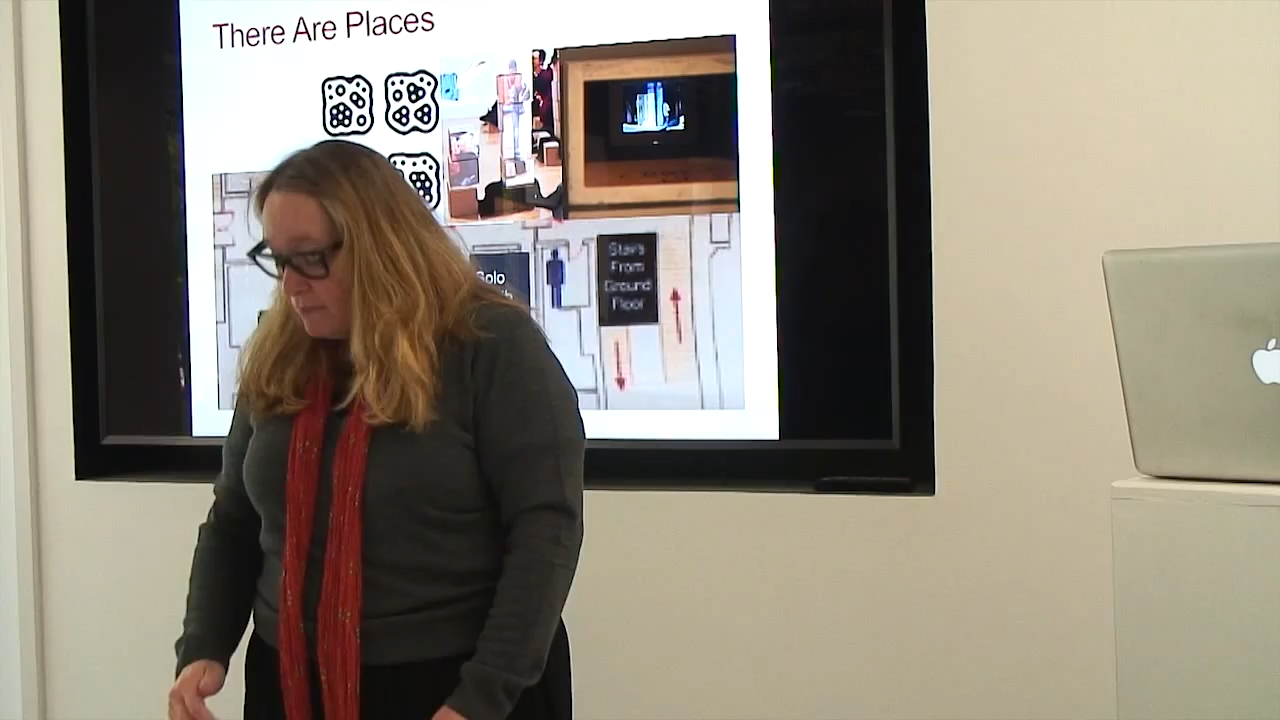 There Are Places
Solo
Stairs
From
Ground
Floor